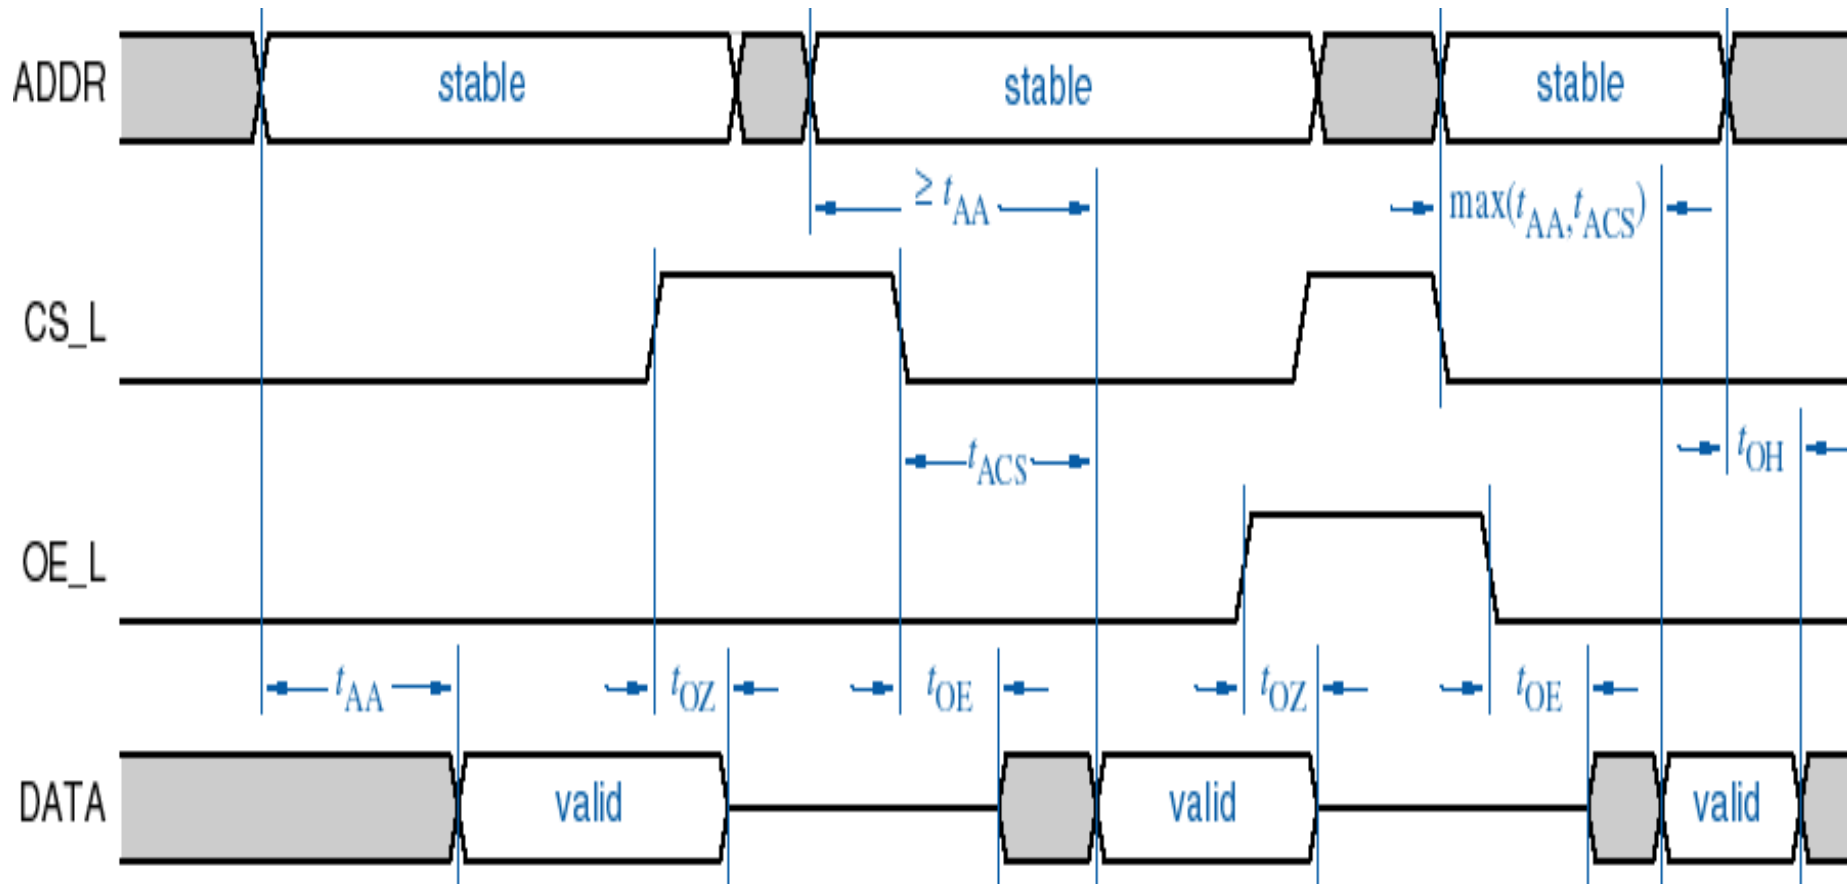 ADDR stable stable stable
≥ tAA max(tAA,tACS)
CS_L
tACS tOH
OE_L
tAA tOZ tOE tOZ tOE
DATA valid valid valid